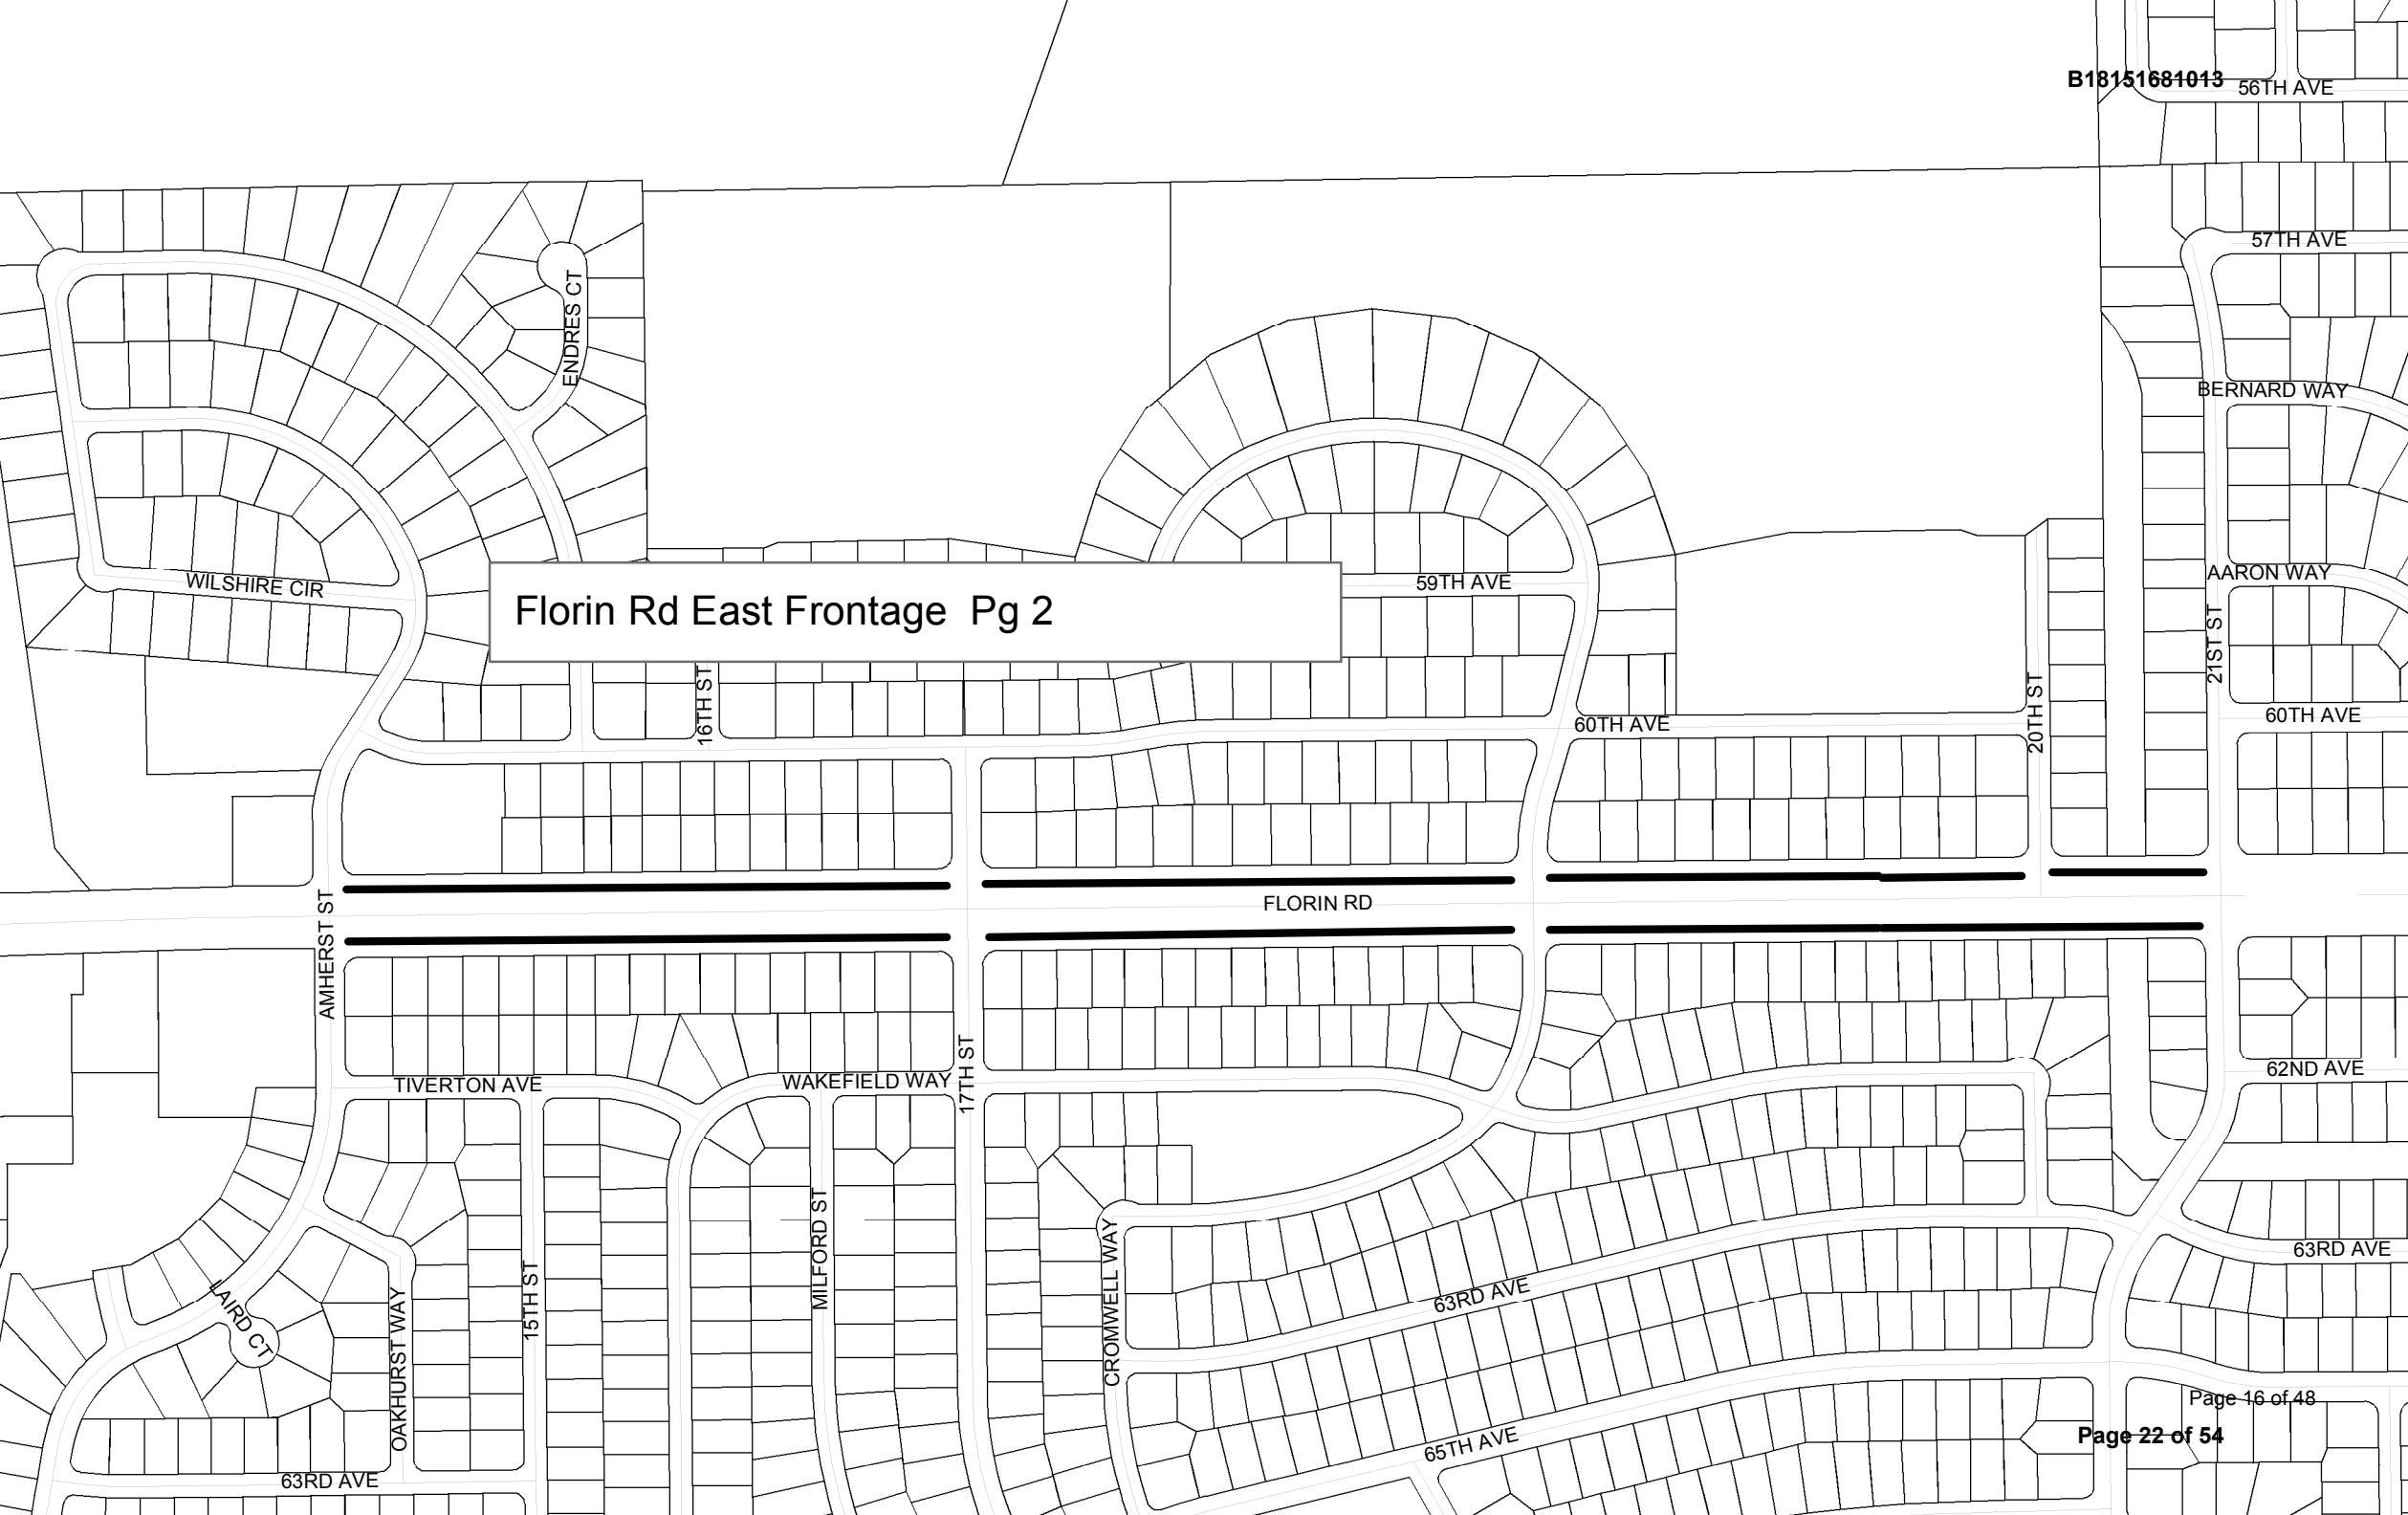 B18151681013
56TH AVE
57TH AVE
ENDRES CT
BERNARD WAY
AARON WAY
WILSHIRE CIR
59TH AVE
Florin Rd East Frontage  Pg 2
21ST ST
16TH ST
60TH AVE
20TH ST
60TH AVE
FLORIN RD
AMHERST ST
17TH ST
62ND AVE
TIVERTON AVE
WAKEFIELD WAY
MILFORD ST
CROMWELL WAY
63RD AVE
63RD AVE
LAIRD CT
OAKHURST WAY
15TH ST
65TH AVE
63RD AVE
Page 16 of 48
Page 22 of 54